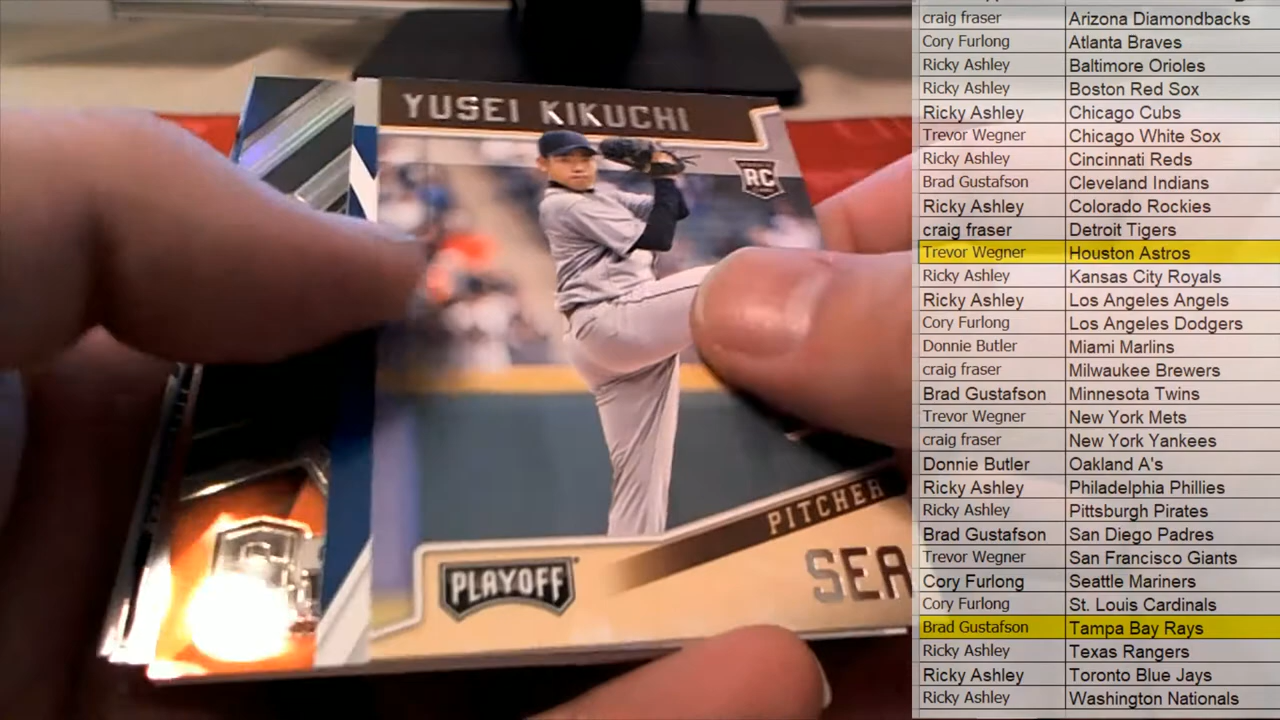 YUSEI KIKUCHI
RC
PITCHER
SEA
PLAYOFF
craig fraser Arizona Diamondbacks
Cory Furlong Atlanta Braves
Ricky Ashley Baltimore Orioles
Ricky Ashley Boston Red Sox
Ricky Ashley Chicago Cubs
Trevor Wegner Chicago White Sox
Ricky Ashley Cincinnati Reds
Brad Gustafson Cleveland Indians
Ricky Ashley Colorado Rockies
craig fraser Detroit Tigers
Trevor Wegner Houston Astros
Ricky Ashley Kansas City Royals
Ricky Ashley Los Angeles Angels
Cory Furlong Los Angeles Dodgers
Donnie Butler Miami Marlins
craig fraser Milwaukee Brewers
Brad Gustafson Minnesota Twins
Trevor Wegner New York Mets
craig fraser New York Yankees
Donnie Butler Oakland A's
Ricky Ashley Philadelphia Phillies
Ricky Ashley Pittsburgh Pirates
Brad Gustafson San Diego Padres
Trevor Wegner San Francisco Giants
Cory Furlong Seattle Mariners
Cory Furlong St. Louis Cardinals
Brad Gustafson Tampa Bay Rays
Ricky Ashley Texas Rangers
Ricky Ashley Toronto Blue Jays
Ricky Ashley Washington Nationals